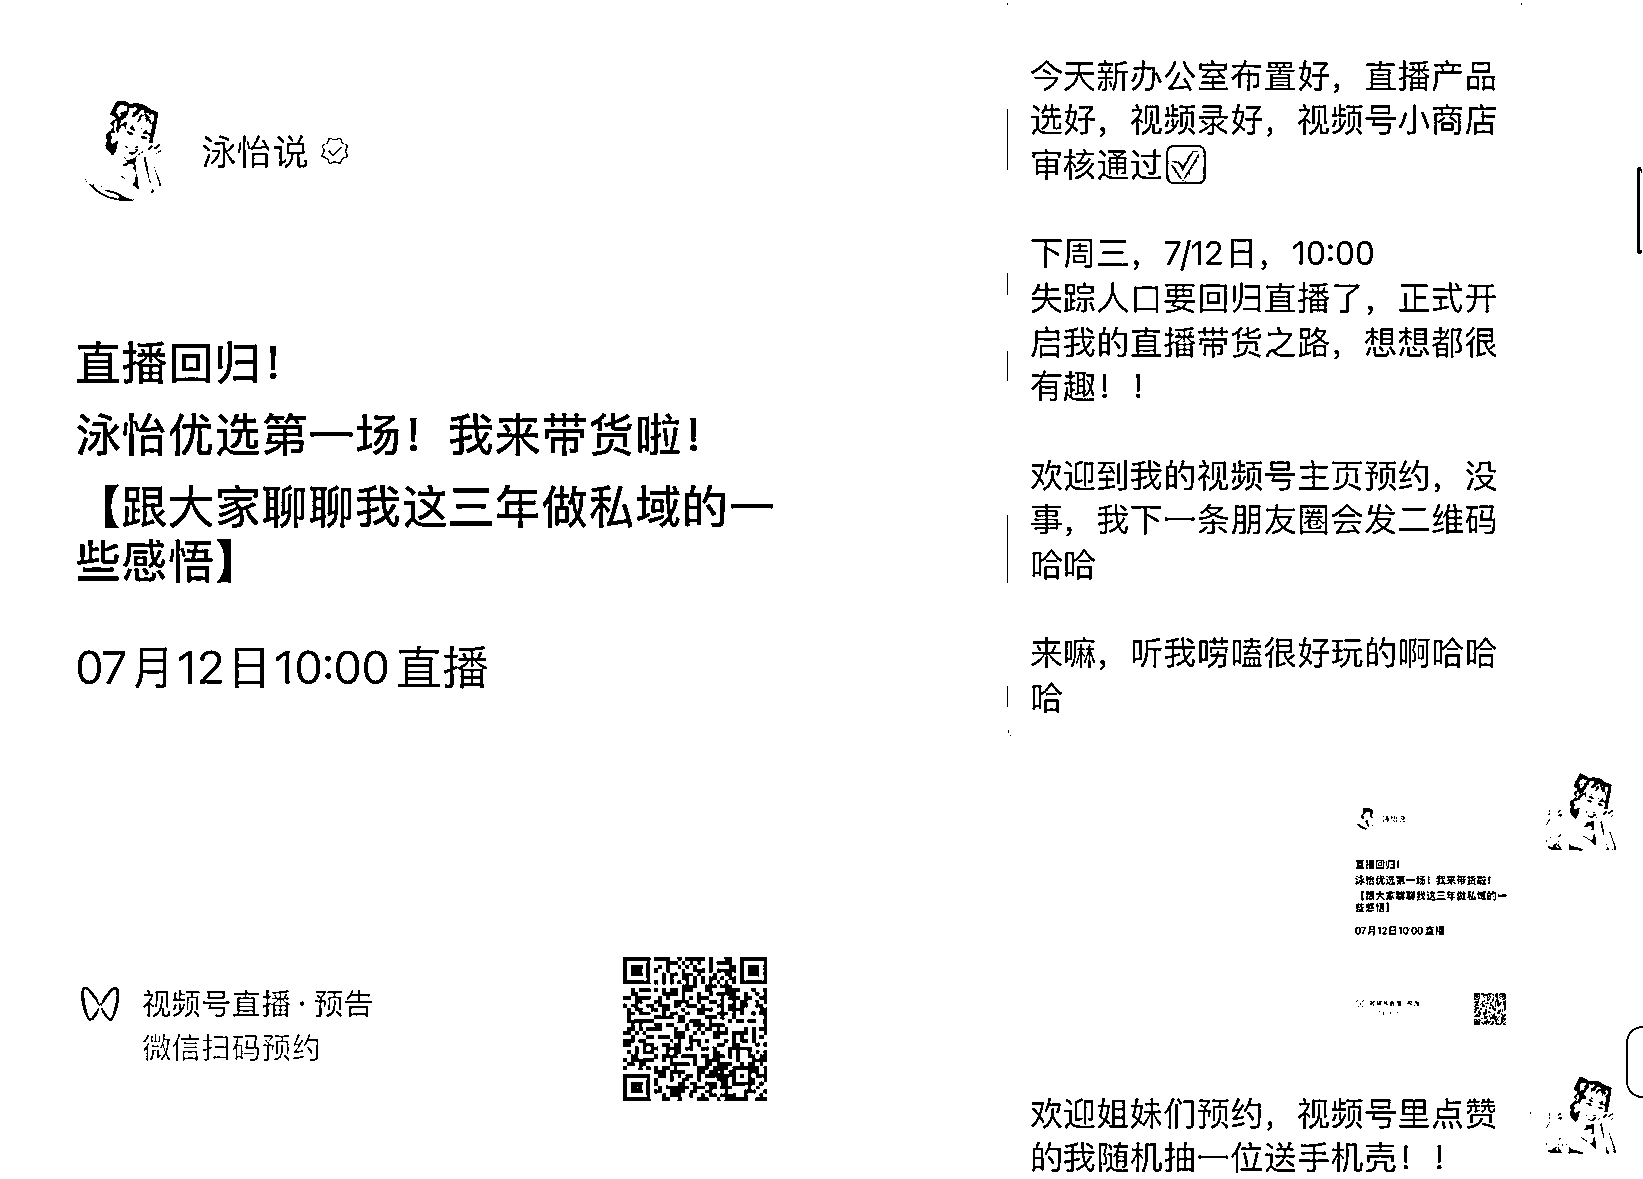 泳怡说
直播回归！
泳怡优选第一场！我来带货啦！
【跟大家聊聊我这三年做私域的一
些感悟】
07月12日10:00直播
视频号直播 · 预告
微信扫码预约
今天新办公室布置好，直播产品
选好，视频录好，视频号小商店
审核通过☑️
下周三，7/12日，10:00
失踪人口要回归直播了，正式开
启我的直播带货之路，想想都很
有趣！！
欢迎到我的视频号主页预约，没
事，我下一条朋友圈会发二维码
哈哈
来嘛，听我唠嗑很好玩的啊哈哈
哈
直播回归！
泳怡优选第一场！我来带货啦！
【跟大家聊聊我这三年做私域的一
些感悟】
07月12日10:00直播
欢迎姐妹们预约，视频号里点赞
的我随机抽一位送手机壳！！